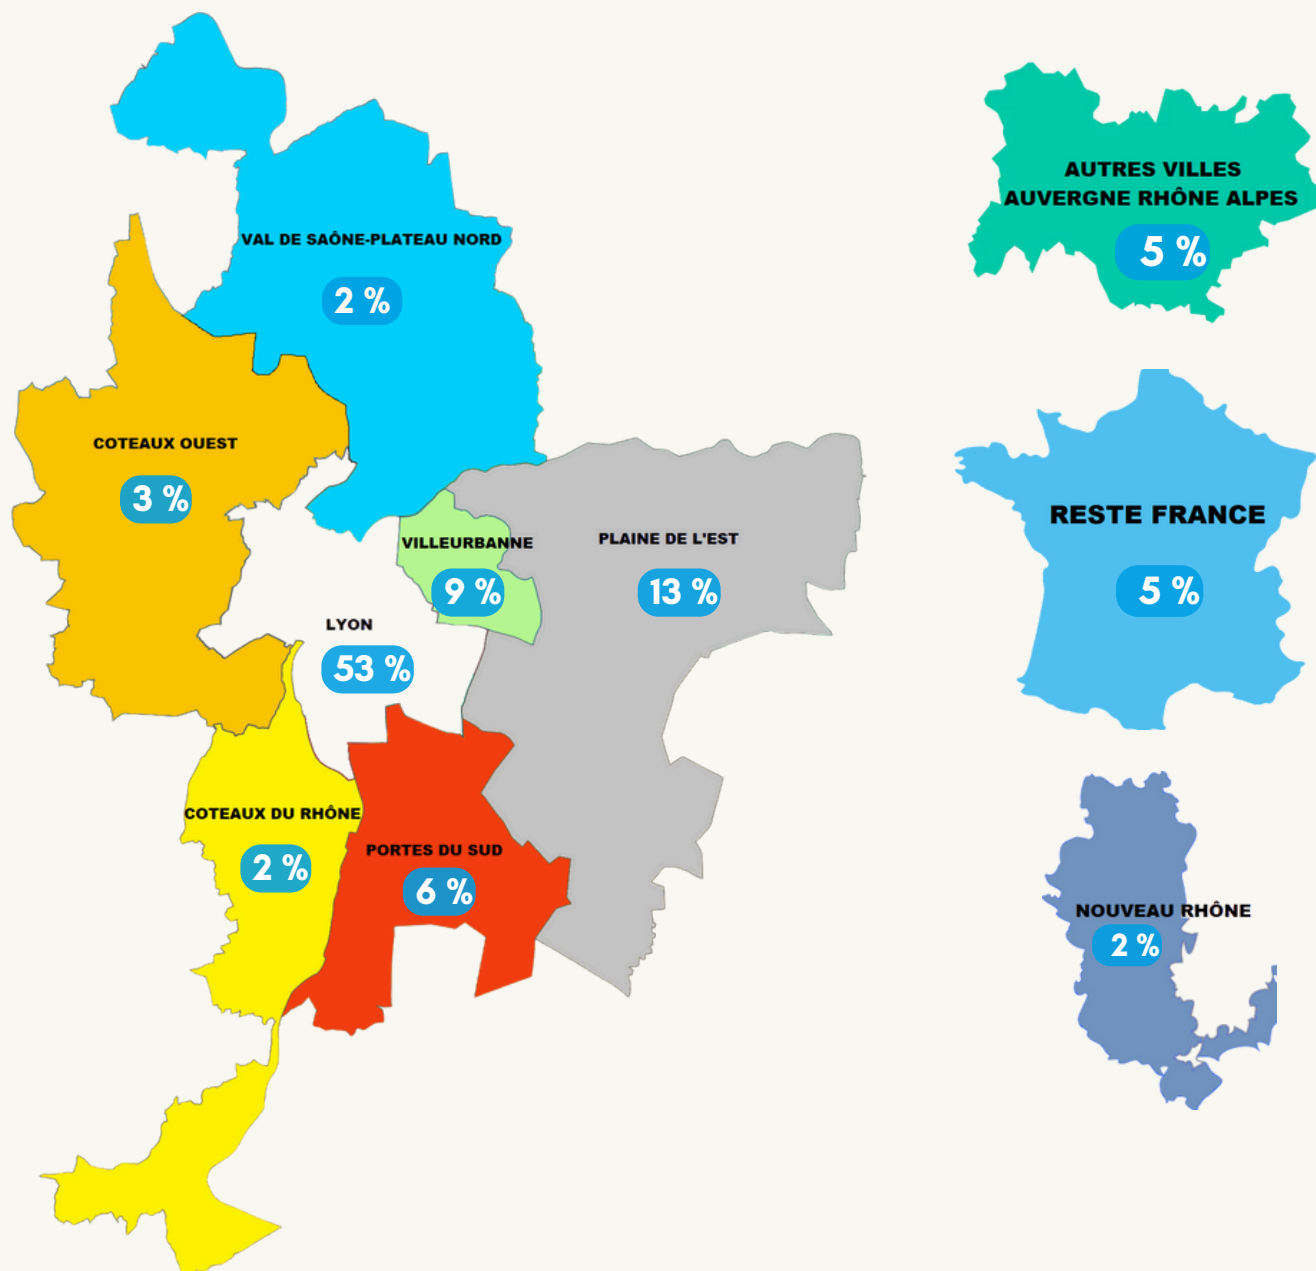 VAL DE SAÔNE-PLATEAU NORD
2 %
COTEAUX OUEST
3 %
VILLEURBANNE
9 %
PLAINE DE L'EST
13 %
LYON
53 %
COTEAUX DU RHÔNE
2 %
PORTES DU SUD
6 %
AUTRES VILLES
AUVERGNE RHÔNE ALPES
5 %
RESTE FRANCE
5 %
NOUVEAU RHÔNE
2 %